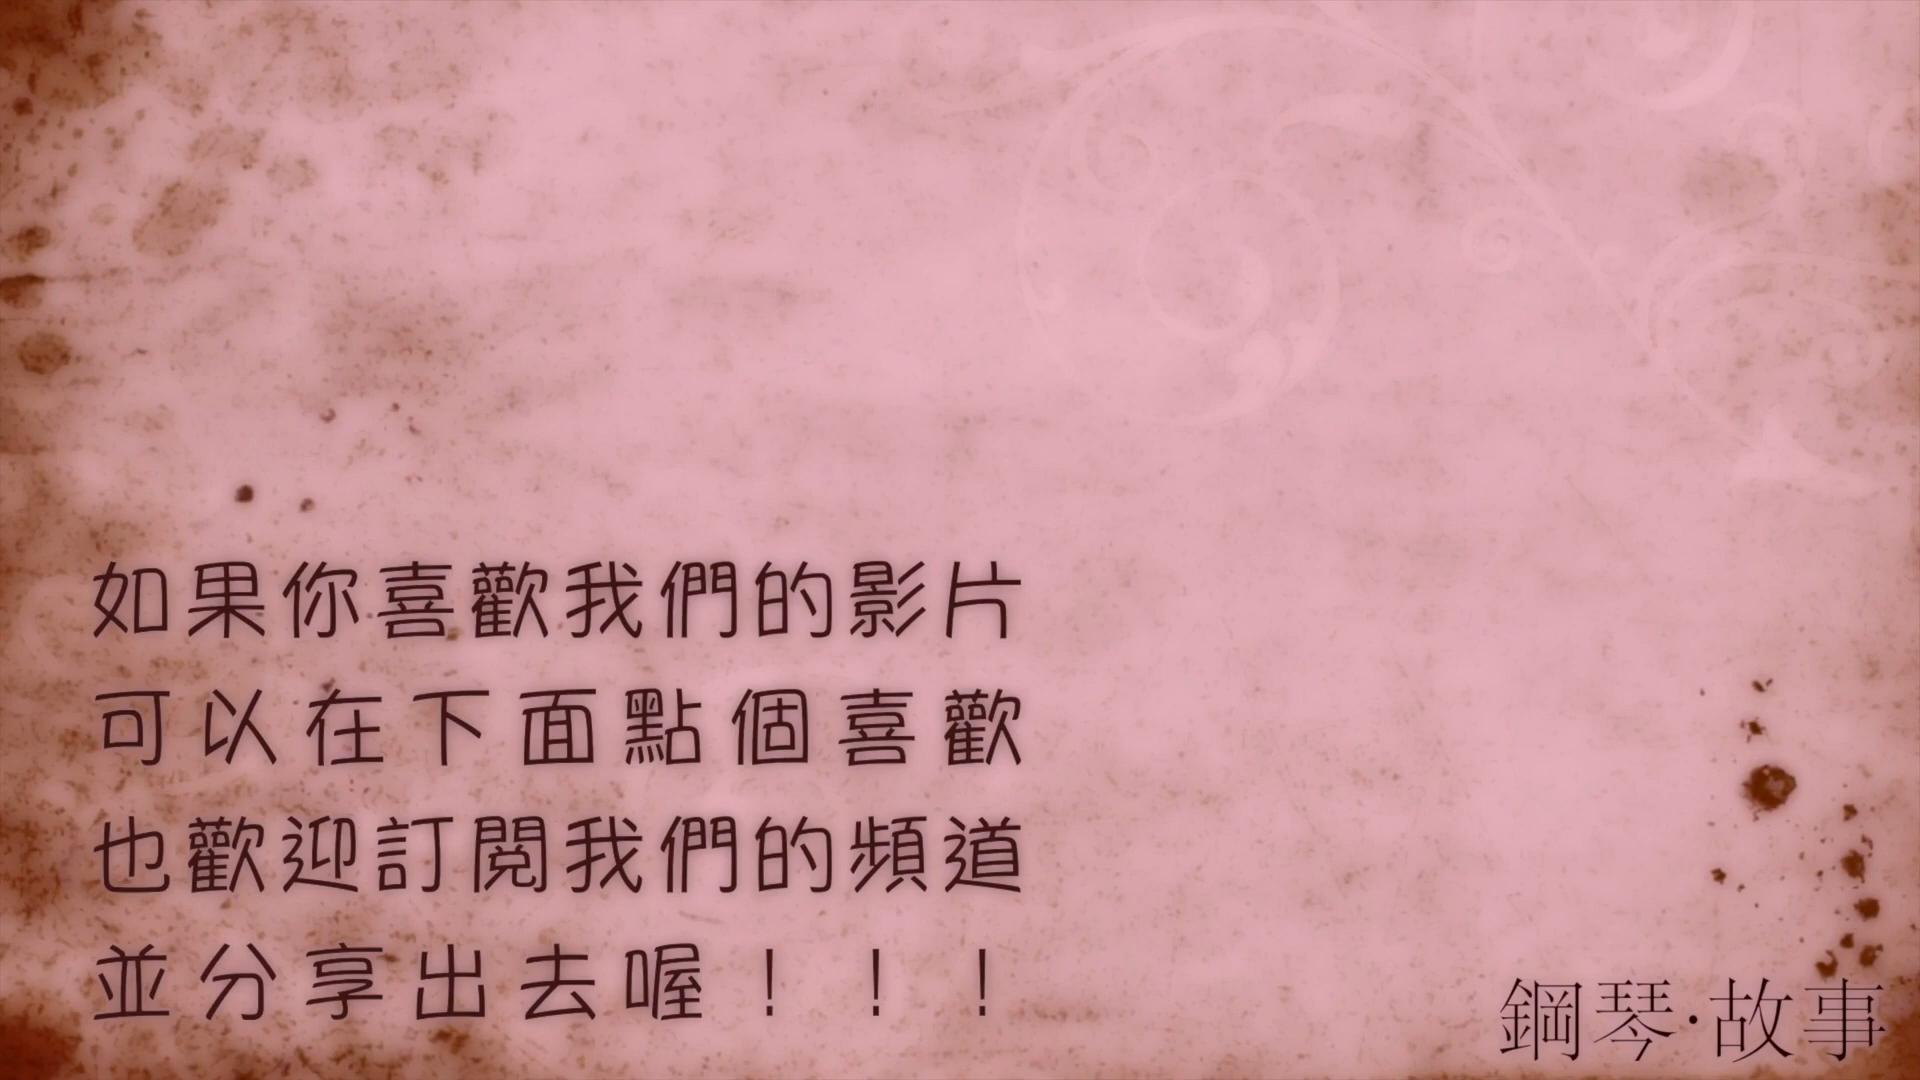 如果你喜歡我們的影片
可以在下面點個喜歡
也歡迎訂閱我們的頻道
並分享出去喔！！！
鋼琴·故事